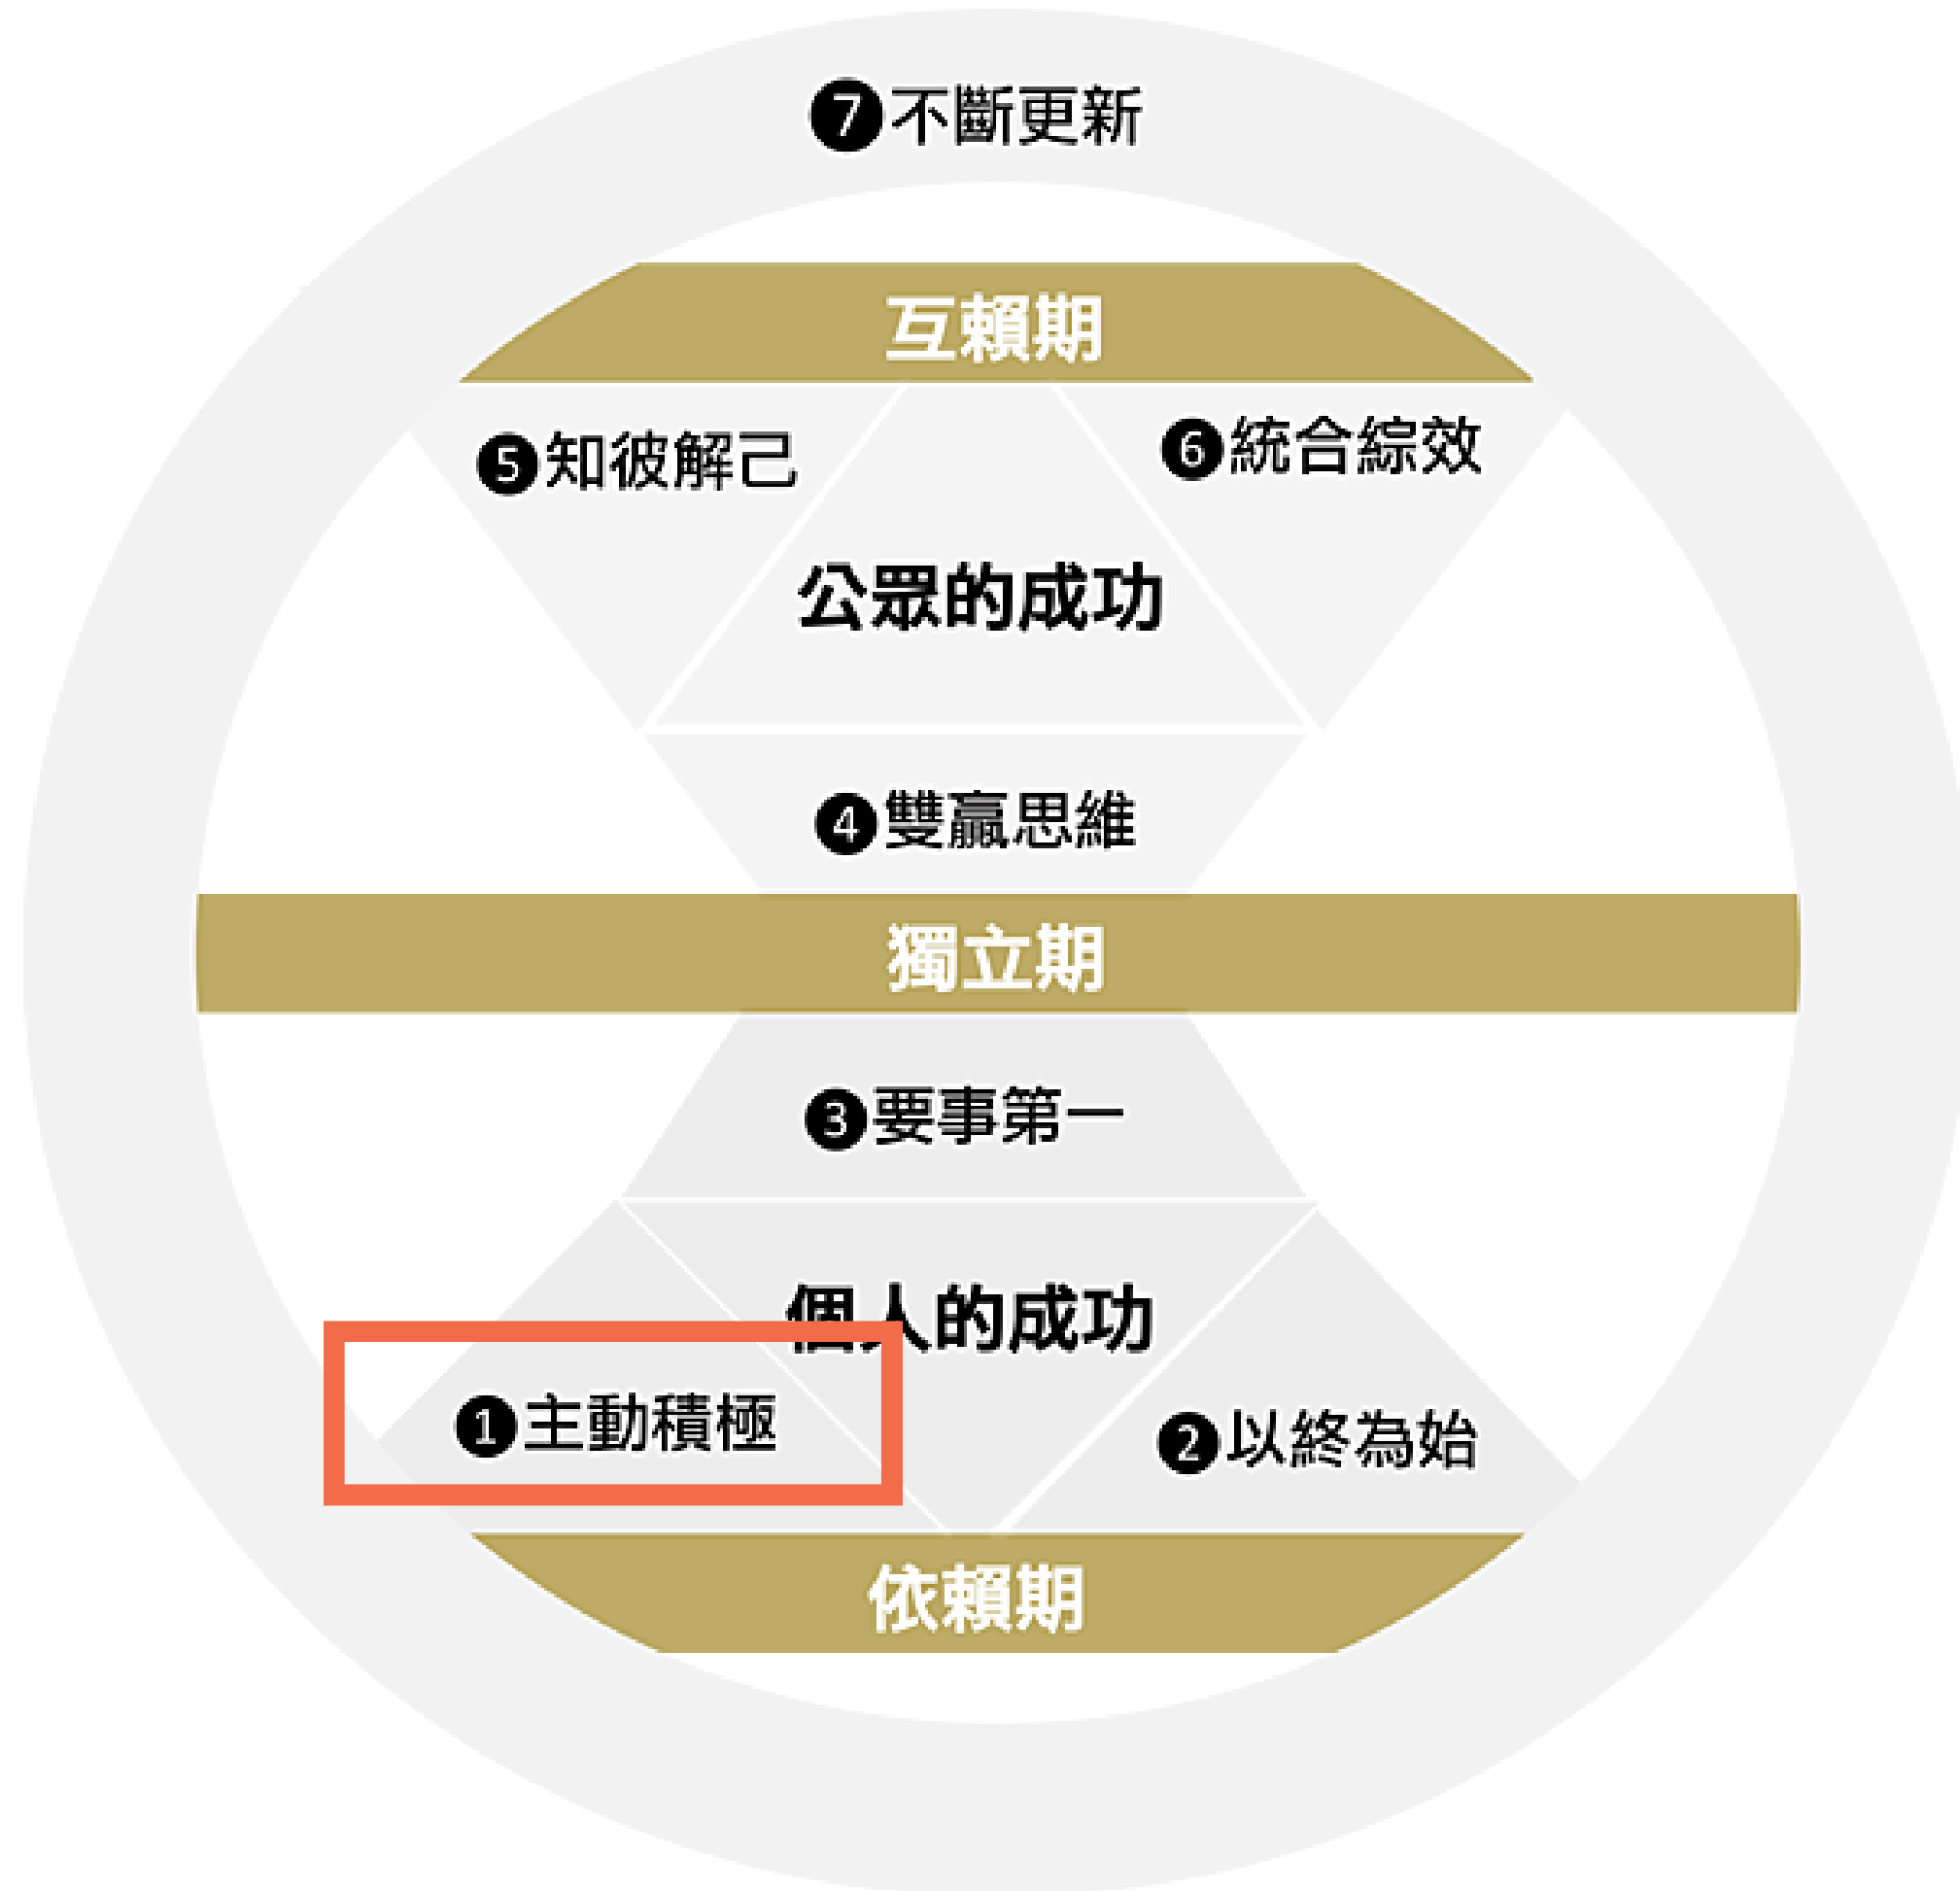 ❼不斷更新
互賴期
❺知彼解己
❻統合綜效
公眾的成功
❹雙贏思維
獨立期
❸要事第一
個人的成功
❶主動積極
❷以終為始
依賴期